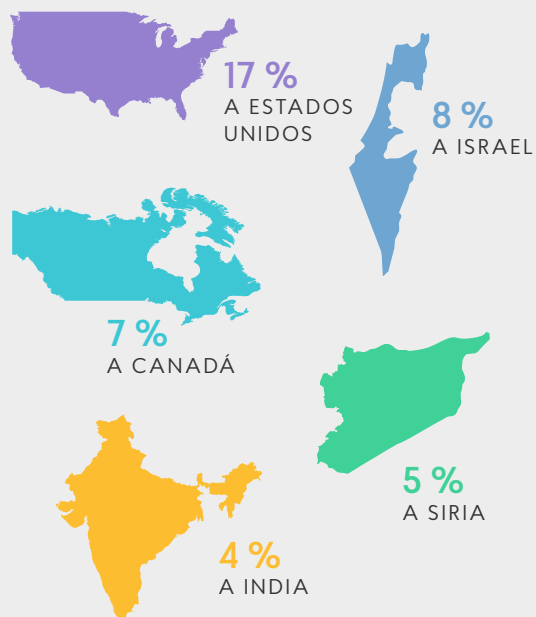 17 %
A ESTADOS
UNIDOS
8 %
A ISRAEL
7 %
A CANADÁ
5 %
A SIRIA
4 %
A INDIA